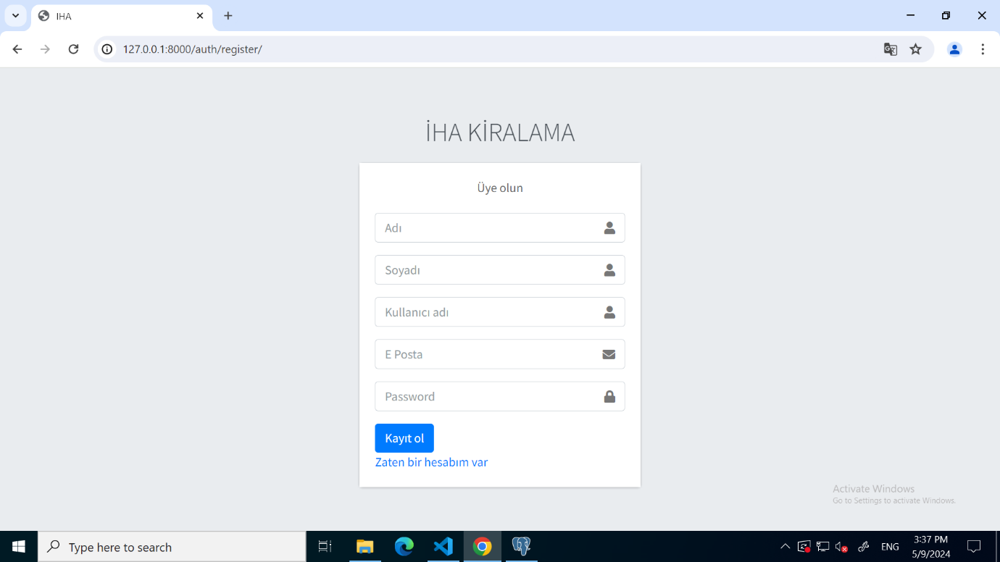 IHA
127.0.0.1:8000/auth/register/
İHA KİRALAMA
Üye olun
Adı
Soyadı
Kullanıcı adı
E Posta
Password
Kayıt ol
Zaten bir hesabım var
Activate Windows
Go to Settings to activate Windows.
Type here to search
ENG
3:37 PM
5/9/2024